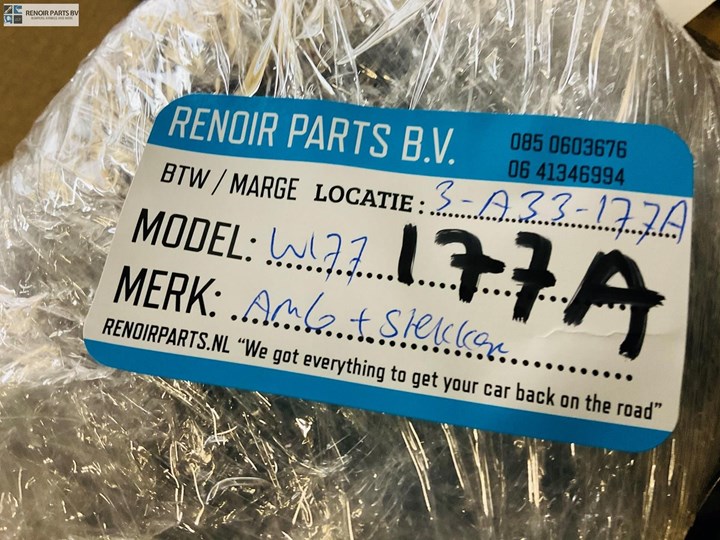 RENOIR PARTS BV
RENOIR PARTS B.V.
085 0603676
06 41346994
BTW / MARGE LOCATIE: 3-A33-177A
MODEL: W177 177A
MERK: AMG + stekker
RENOIRPARTS.NL "We got everything to get your car back on the road"